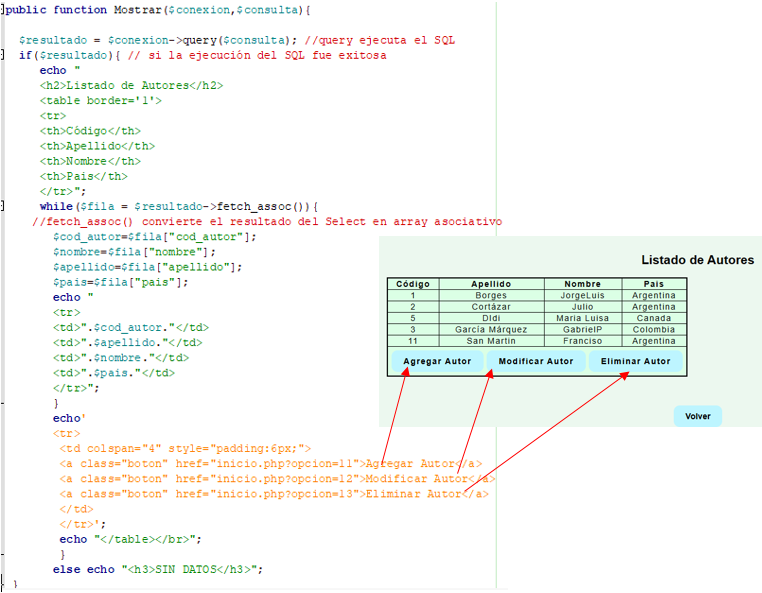 public function Mostrar($conexion,$consulta){
$resultado = $conexion->query($consulta); //query ejecuta el SQL
if($resultado){ // si la ejecución del SQL fue exitosa
echo "
<h2>Listado de Autores</h2>
<table border='1'>
<tr>
<th>Código</th>
<th>Apellido</th>
<th>Nombre</th>
<th>Pais</th>
</tr>";
while($fila = $resultado->fetch_assoc()){
//fetch_assoc() convierte el resultado del Select en array asociativo
$cod_autor=$fila["cod_autor"];
$nombre=$fila["nombre"];
$apellido=$fila["apellido"];
$pais=$fila["pais"];
echo "
<tr>
<td>".$cod_autor."</td>
<td>".$apellido."</td>
<td>".$nombre."</td>
<td>".$pais."</td>
</tr>";
}
echo'
<tr>
<td colspan="4" style="padding:6px;">
<a class="boton" href="inicio.php?opcion=11">Agregar Autor</a>
<a class="boton" href="inicio.php?opcion=12">Modificar Autor</a>
<a class="boton" href="inicio.php?opcion=13">Eliminar Autor</a>
</td>
</tr>';
echo "</table></br>";
}
else echo "<h3>SIN DATOS</h3>";
}
Listado de Autores
Código Apellido Nombre Pais
1 Borges JorgeLuis Argentina
2 Cortázar Julio Argentina
5 DIdi Maria Luisa Canada
3 García Márquez GabrielP Colombia
11 San Martin Franciso Argentina
Agregar Autor Modificar Autor Eliminar Autor
Volver